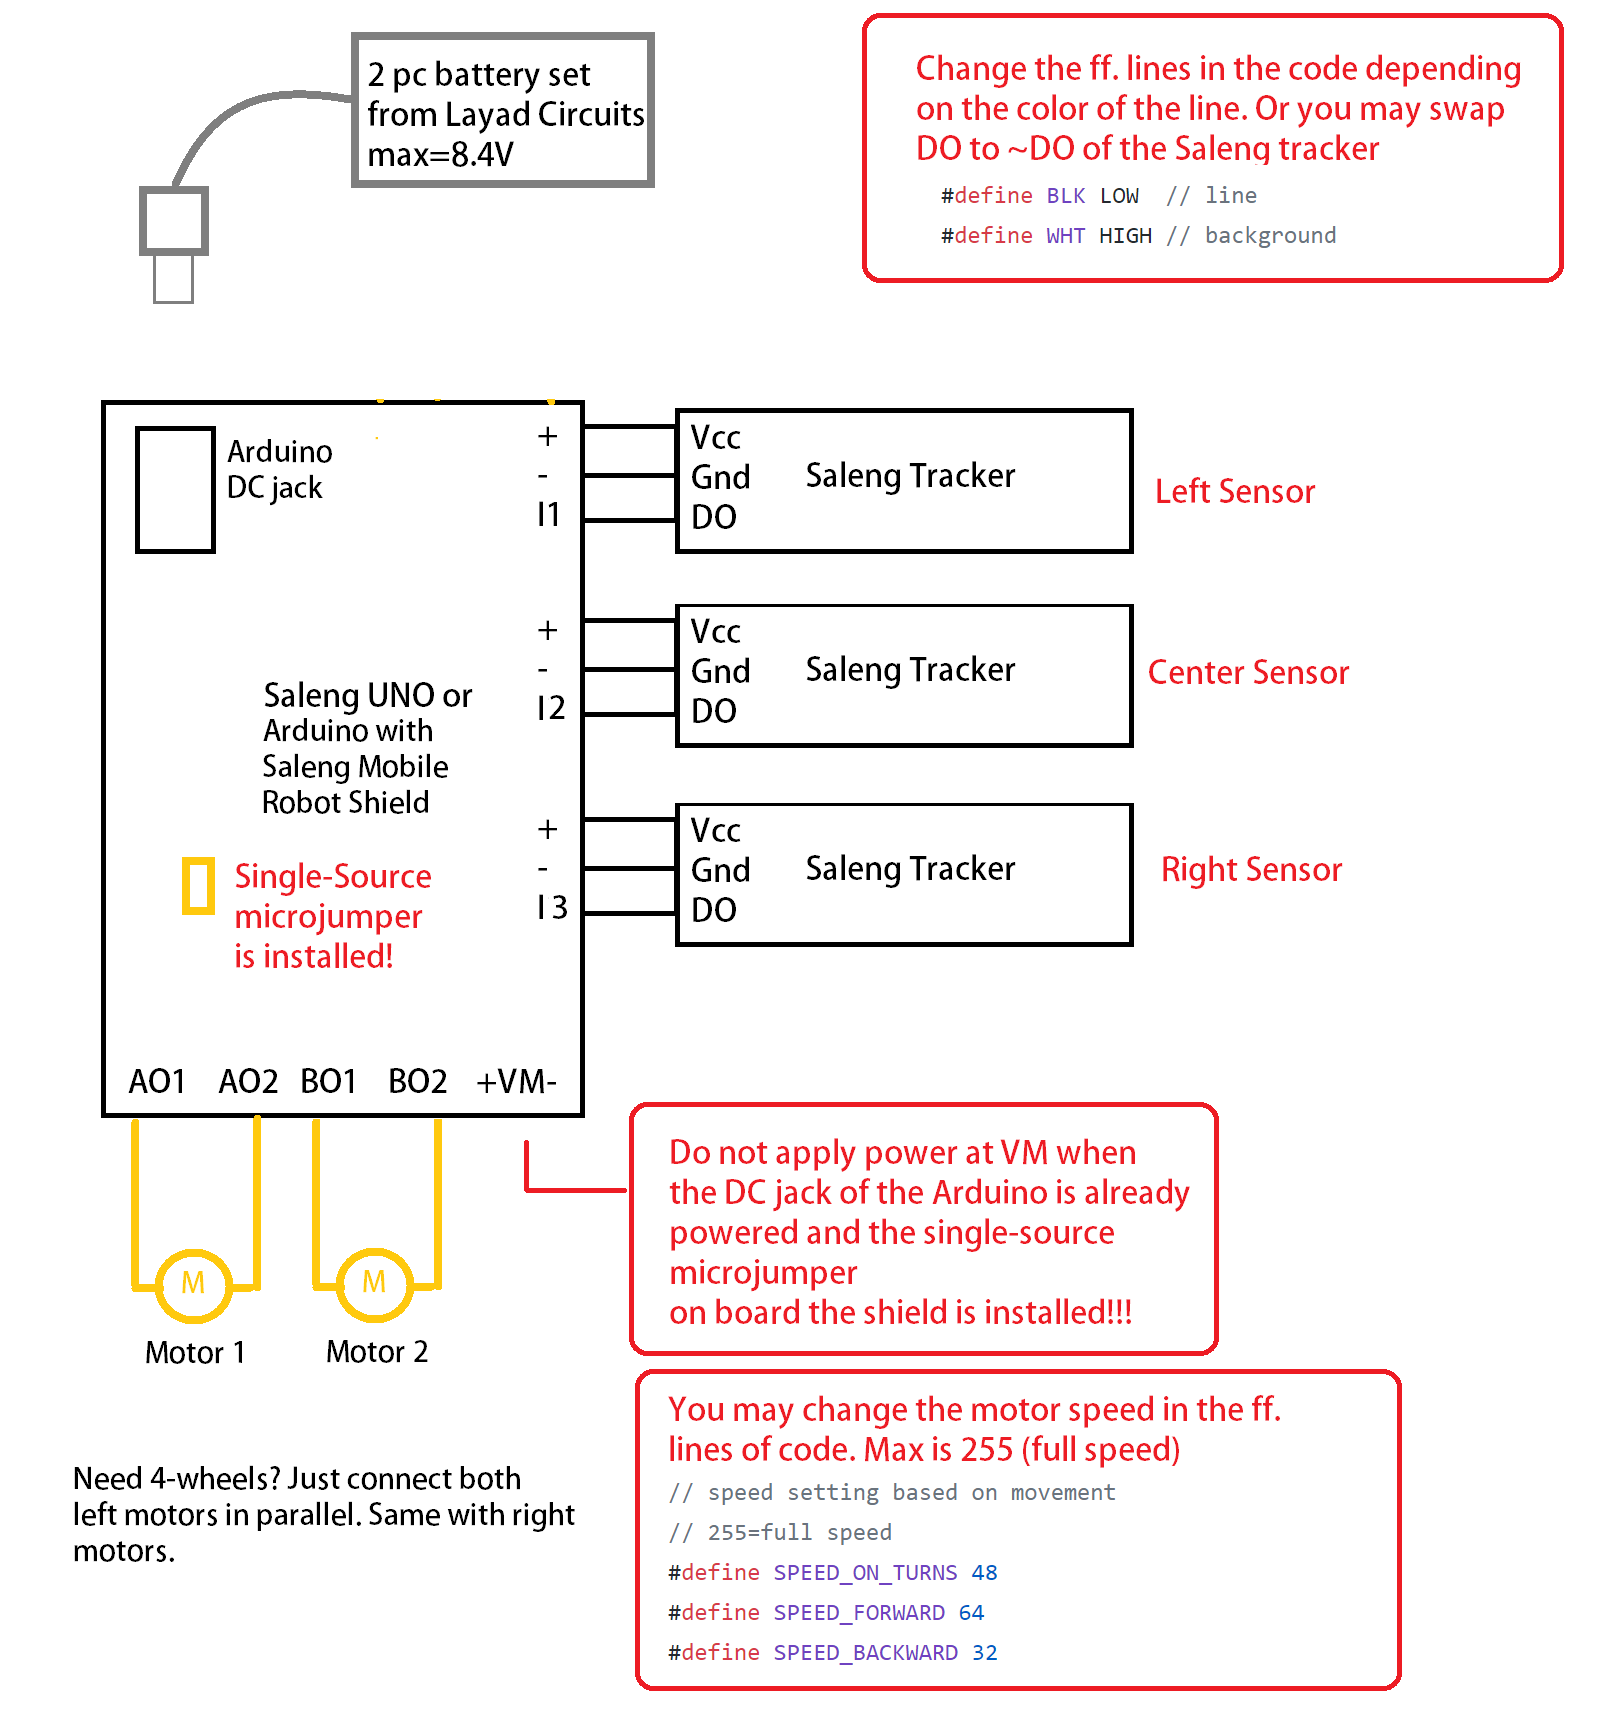 2 pc battery set
from Layad Circuits
max=8.4V
Change the ff. lines in the code depending
on the color of the line. Or you may swap
DO to ~DO of the Saleng tracker
#define BLK LOW  // line
#define WHT HIGH // background
Arduino
DC jack
+
-
I1
Vcc
Gnd
DO
Saleng Tracker
Left Sensor
+
-
I2
Vcc
Gnd
DO
Saleng Tracker
Center Sensor
Saleng UNO or
Arduino with
Saleng Mobile
Robot Shield
+
-
I3
Vcc
Gnd
DO
Saleng Tracker
Right Sensor
Single-Source
microjumper
is installed!
AO1 AO2 BO1 BO2 +VM-
M
M
Motor 1
Motor 2
Do not apply power at VM when
the DC jack of the Arduino is already
powered and the single-source
microjumper
on board the shield is installed!!!
You may change the motor speed in the ff.
lines of code. Max is 255 (full speed)
// speed setting based on movement
// 255=full speed
#define SPEED_ON_TURNS 48
#define SPEED_FORWARD 64
#define SPEED_BACKWARD 32
Need 4-wheels? Just connect both
left motors in parallel. Same with right
motors.